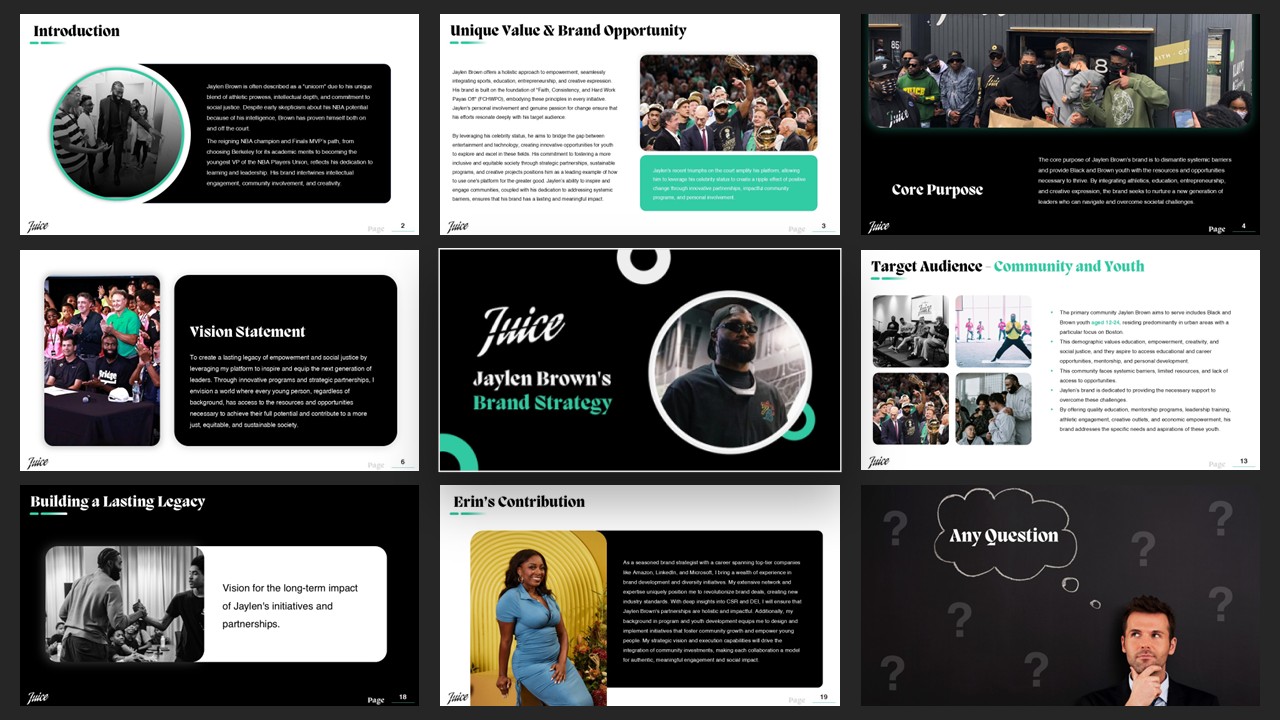 Introduction
Jaylen Brown is often described as a "unicorn" due to his unique
blend of athletic prowess, intellectual depth, and commitment to
social justice. Despite early skepticism about his NBA potential
because of his intelligence, Brown has proven himself both on
and off the court.
The reigning NBA champion and Finals MVP's path, from
choosing Berkeley for its academic merits to becoming the
youngest VP of the NBA Players Union, reflects his dedication to
learning and leadership. His brand intertwines intellectual
engagement, community involvement, and creativity.
Juice
Page 2
Unique Value & Brand Opportunity
Jaylen Brown offers a holistic approach to empowerment, seamlessly
integrating sports, education, entrepreneurship, and creative expression.
His brand is built on the foundation of "Faith, Consistency, and Hard Work
Payas Off" (FCHWPO), embodying these principles in every initiative.
Jaylen's personal involvement and genuine passion for change ensure that
his efforts resonate deeply with his target audience.
By leveraging his celebrity status, he aims to bridge the gap between
entertainment and technology, creating innovative opportunities for youth
to explore and excel in these fields. His commitment to fostering a more
inclusive and equitable society through strategic partnerships, sustainable
programs, and creative projects positions him as a leading example of how
to use one's platform for the greater good. Jaylen's ability to inspire and
engage communities, coupled with his dedication to addressing systemic
barriers, ensures that his brand has a lasting and meaningful impact.
Jaylen's recent triumphs on the court amplify his platform, allowing
him to leverage his celebrity status to create a ripple effect of positive
change through innovative partnerships, impactful community
programs, and personal involvement.
Juice
Page 3
85
8
Juice
Core Purpose
The core purpose of Jaylen Brown's brand is to dismantle systemic barriers
and provide Black and Brown youth with the resources and opportunities
necessary to thrive. By integrating athletics, education, entrepreneurship,
and creative expression, the brand seeks to nurture a new generation of
leaders who can navigate and overcome societal challenges.
Juice
Page 4
Vision Statement
To create a lasting legacy of empowerment and social justice by
leveraging my platform to inspire and equip the next generation of
leaders. Through innovative programs and strategic partnerships, I
envision a world where every young person, regardless of
background, has access to the resources and opportunities
necessary to achieve their full potential and contribute to a more
just, equitable, and sustainable society.
Juice
Page 6
Juice
Jaylen Brown's
Brand Strategy
Target Audience - Community and Youth
The primary community Jaylen Brown aims to serve includes Black and
Brown youth aged 12-24, residing predominantly in urban areas with a
particular focus on Boston.
This demographic values education, empowerment, creativity, and
social justice, and they aspire to access educational and career
opportunities, mentorship, and personal development.
This community faces systemic barriers, limited resources, and lack of
access to opportunities.
Jaylen's brand is dedicated to providing the necessary support to
overcome these challenges.
By offering quality education, mentorship programs, leadership training,
athletic engagement, creative outlets, and economic empowerment, his
brand addresses the specific needs and aspirations of these youth.
Juice
Page 13
Building a Lasting Legacy
Vision for the long-term impact
of Jaylen's initiatives and
partnerships.
Juice
Page 18
Erin's Contribution
As a seasoned brand strategist with a career spanning top-tier companies
like Amazon, LinkedIn, and Microsoft, I bring a wealth of experience in
brand development and diversity initiatives. My extensive network and
expertise uniquely position me to revolutionize brand deals, creating new
industry standards. With deep insights into CSR and DEI, I will ensure that
Jaylen Brown's partnerships are holistic and impactful. Additionally, my
background in program and youth development equips me to design and
implement initiatives that foster community growth and empower young
people. My strategic vision and execution capabilities will drive the
integration of community investments, making each collaboration a model
for authentic, meaningful engagement and social impact.
Juice
Page 19
Any Question
? ? ? ? ? ? ?